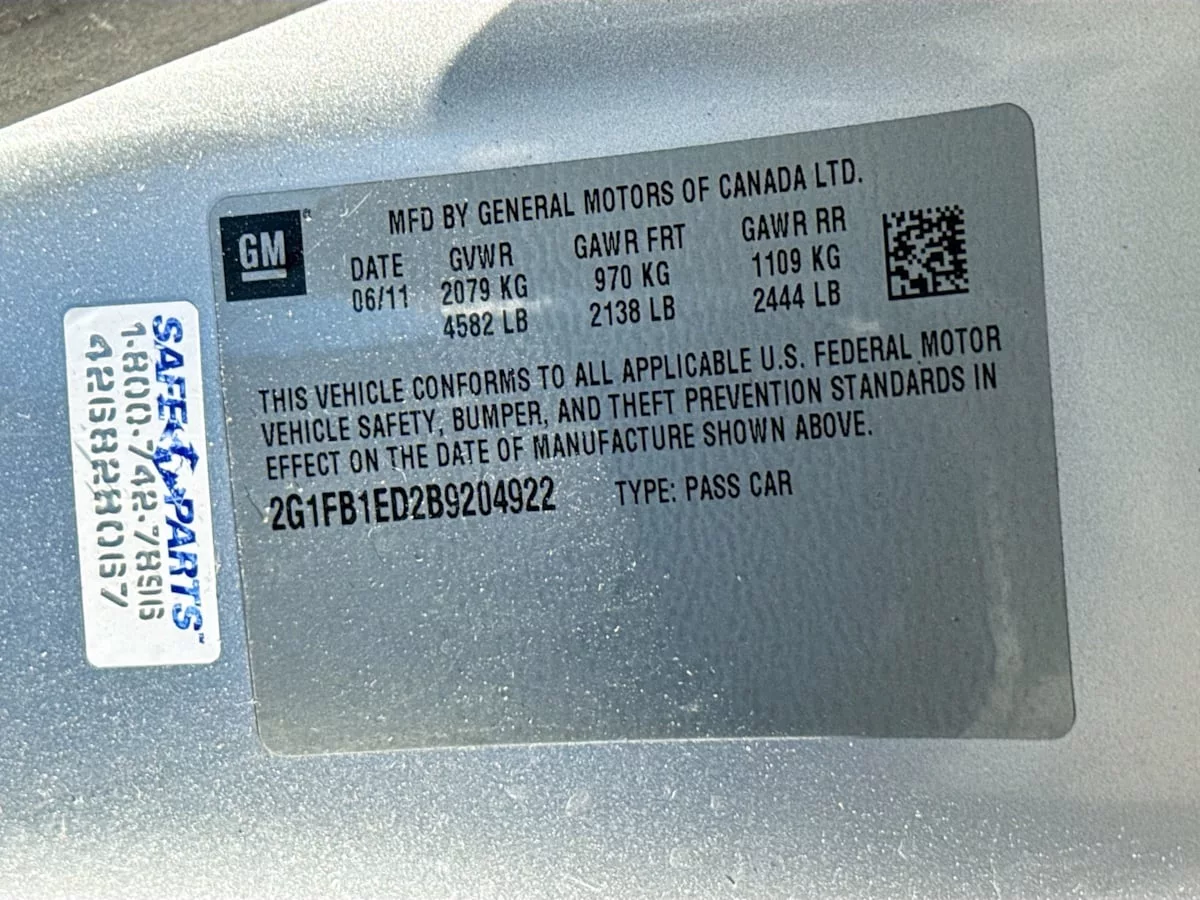 GM
MFD BY GENERAL MOTORS OF CANADA LTD.
DATE GVWR GAWR FRT GAWR RR
06/11 2079 KG 970 KG 1109 KG
4582 LB 2138 LB 2444 LB
THIS VEHICLE CONFORMS TO ALL APPLICABLE U.S. FEDERAL MOTOR
VEHICLE SAFETY, BUMPER, AND THEFT PREVENTION STANDARDS IN
EFFECT ON THE DATE OF MANUFACTURE SHOWN ABOVE.
2G1FB1ED2B9204922 TYPE: PASS CAR
SAFE PARTS™
1-800-742-7896
426828067